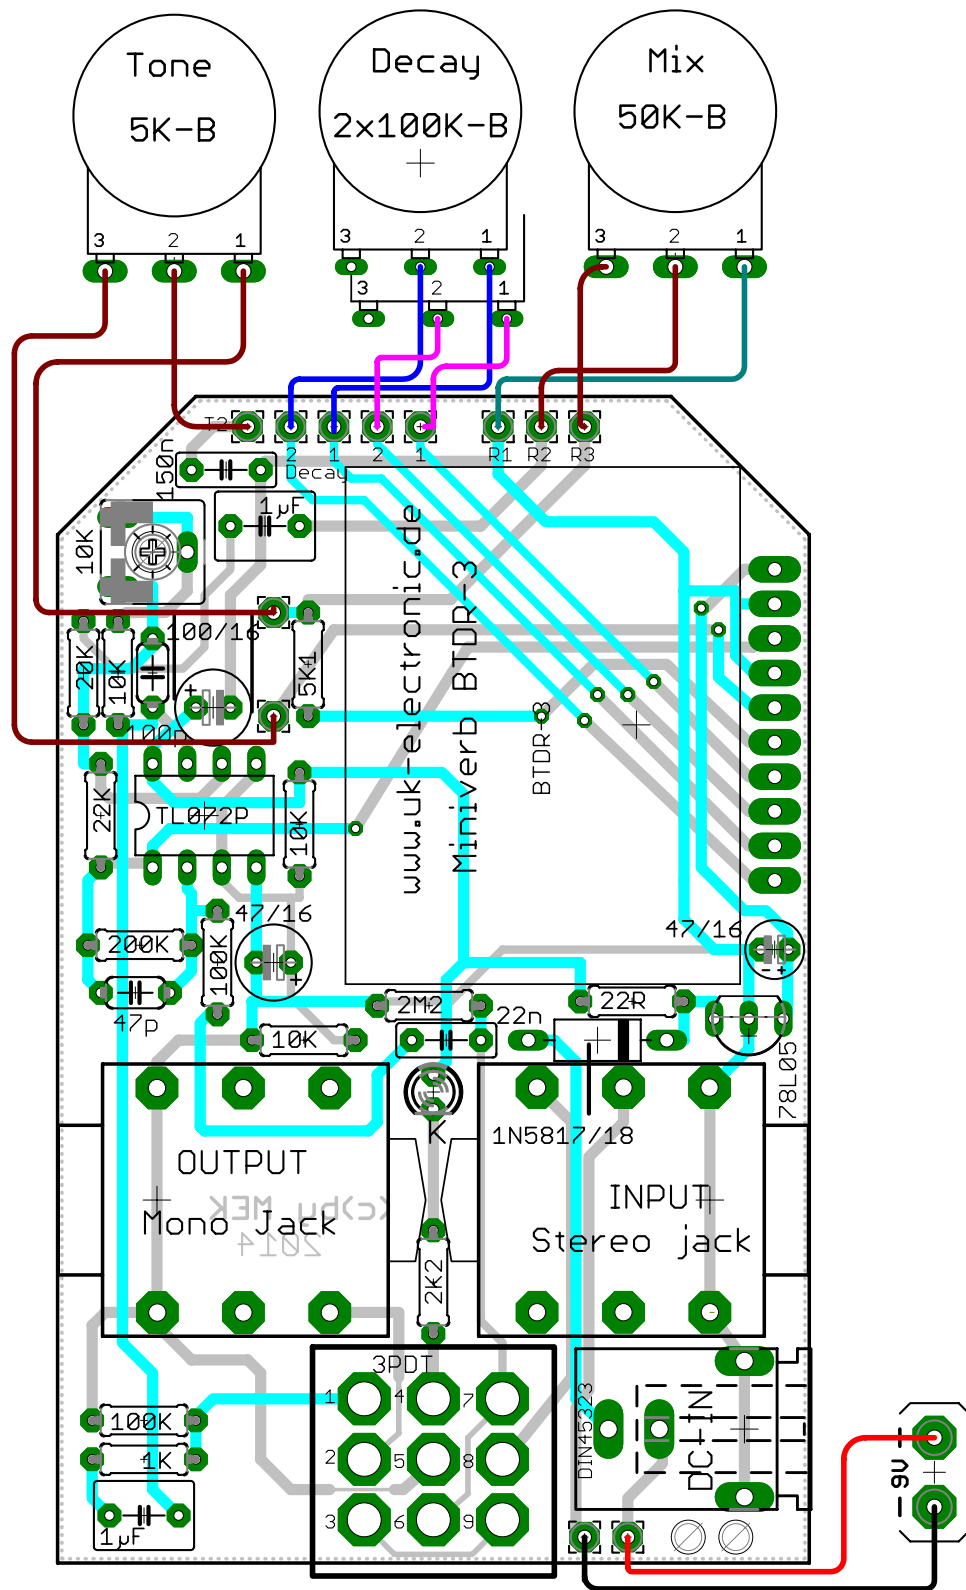 Tone
5K-B
3 2 1
Decay
2x100K-B
3 2 1
3 2 1
Mix
50K-B
3 2 1
T2
2 1 2 1
Decay
R1 R2 R3
150n
1µF
10K
100/16
20K
10K
5K1
100p
+
22K
TL072P
10K
www.uk-electronic.de
Miniverb BTDR-3
BTDR-3
47/16
+
47/16
- +
200K
100K
47p
2M2
22n
22R
10K
78L05
1N5817/18
K
OUTPUT
Mono Jack
(c)by MEK
2014
INPUT
Stereo jack
2K2
3PDT
1 4 7
2 5 8
3 6 9
100K
1K
1µF
DIN45323
DC+IN
-9V